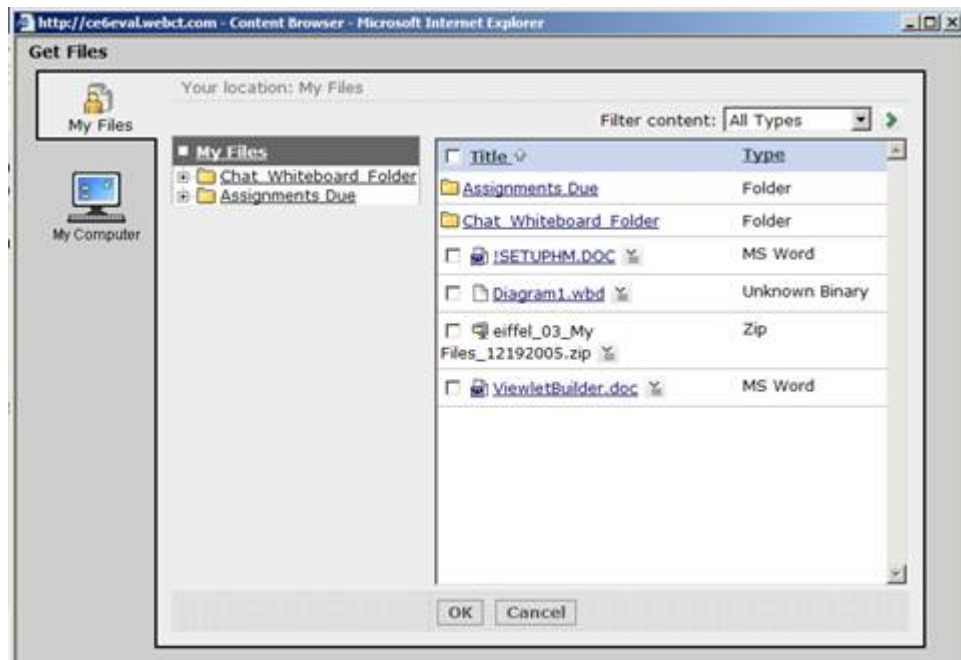 http://ce6eval.webct.com - Content Browser - Microsoft Internet Explorer
Get Files
My Files
My Computer
Your location: My Files
Filter content: All Types
My Files
Chat_Whiteboard_Folder
Assignments Due
Title Type
Assignments Due Folder
Chat_Whiteboard_Folder Folder
!SETUPHM.DOC MS Word
Diagram1.wbd Unknown Binary
eiffel_03_My Zip
Files_12192005.zip
ViewletBuilder.doc MS Word
OK Cancel